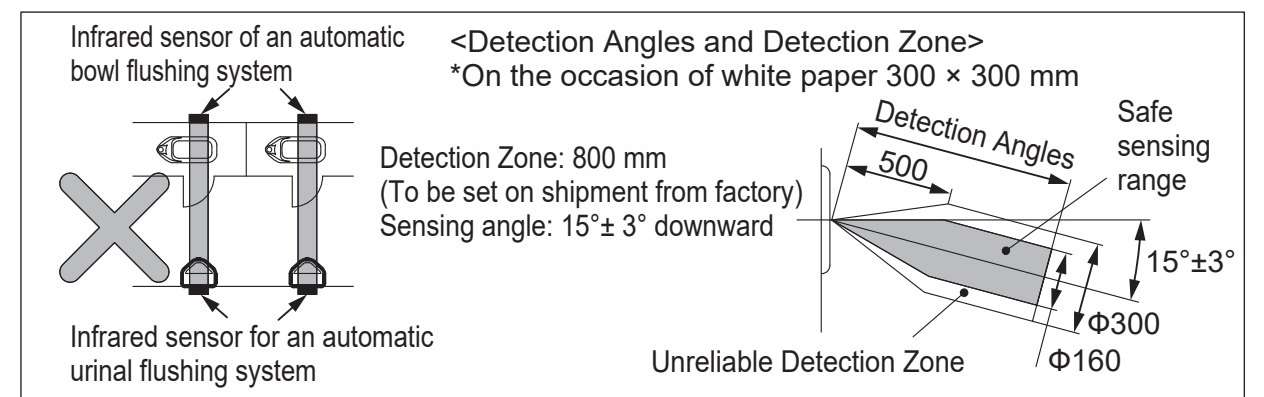 Infrared sensor of an automatic
bowl flushing system
<Detection Angles and Detection Zone>
*On the occasion of white paper 300 × 300 mm
Detection Zone: 800 mm
(To be set on shipment from factory)
Sensing angle: 15°± 3° downward
Detection Angles
500
Safe
sensing
range
15°±3°
Φ300
Φ160
Unreliable Detection Zone
Infrared sensor for an automatic
urinal flushing system